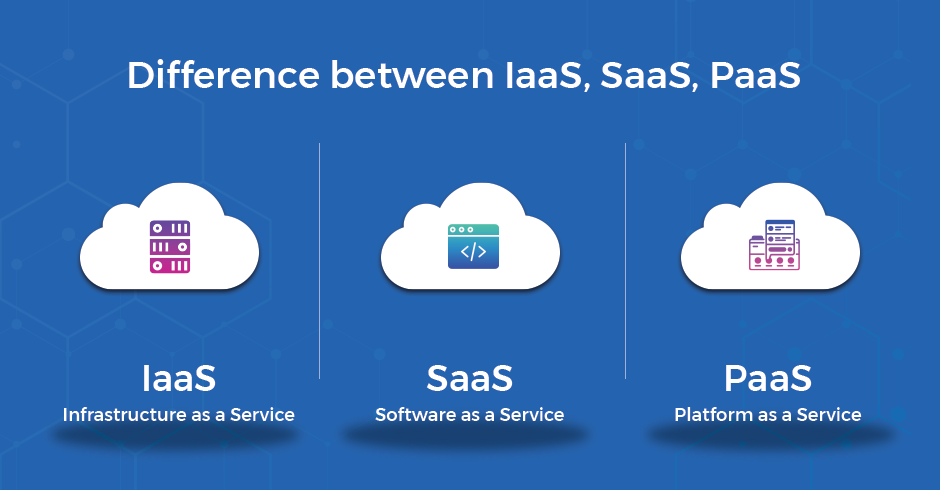 Difference between IaaS, SaaS, PaaS
IaaS
Infrastructure as a Service
SaaS
Software as a Service
PaaS
Platform as a Service